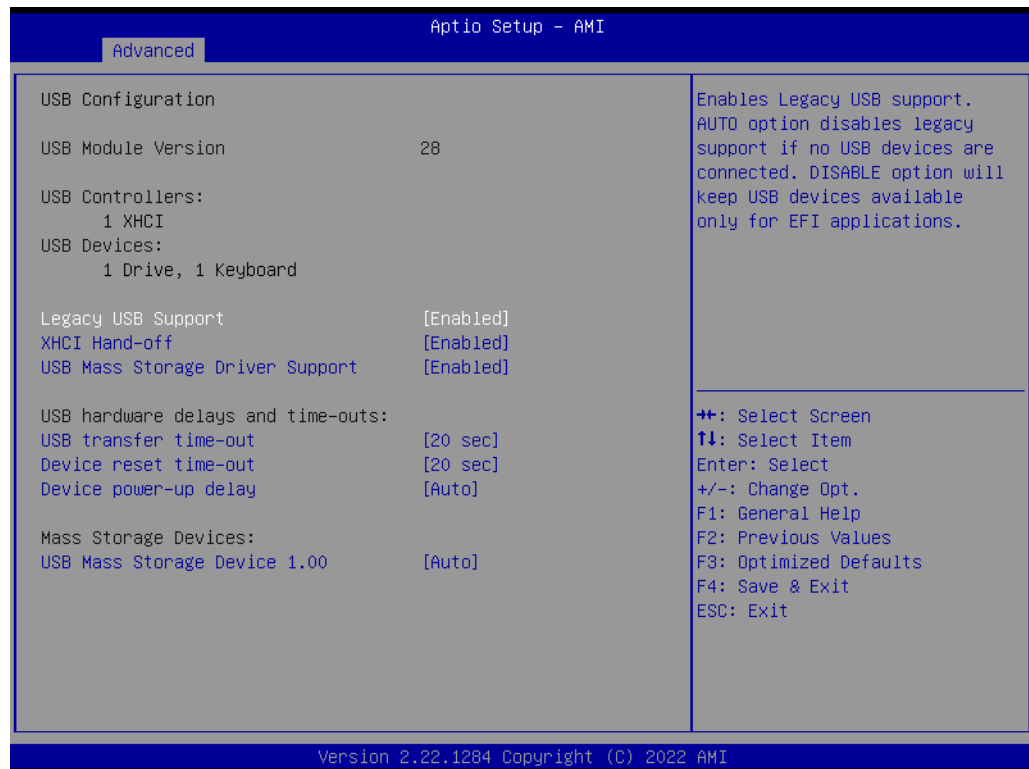 Aptio Setup – AMI
Advanced
USB Configuration
USB Module Version 28
USB Controllers:
1 XHCI
USB Devices:
1 Drive, 1 Keyboard
Legacy USB Support [Enabled]
XHCI Hand-off [Enabled]
USB Mass Storage Driver Support [Enabled]
USB hardware delays and time-outs:
USB transfer time-out [20 sec]
Device reset time-out [20 sec]
Device power-up delay [Auto]
Mass Storage Devices:
USB Mass Storage Device 1.00 [Auto]
Enables Legacy USB support.
AUTO option disables legacy
support if no USB devices are
connected. DISABLE option will
keep USB devices available
only for EFI applications.
→←: Select Screen
↑↓: Select Item
Enter: Select
+/-: Change Opt.
F1: General Help
F2: Previous Values
F3: Optimized Defaults
F4: Save & Exit
ESC: Exit
Version 2.22.1284 Copyright (C) 2022 AMI